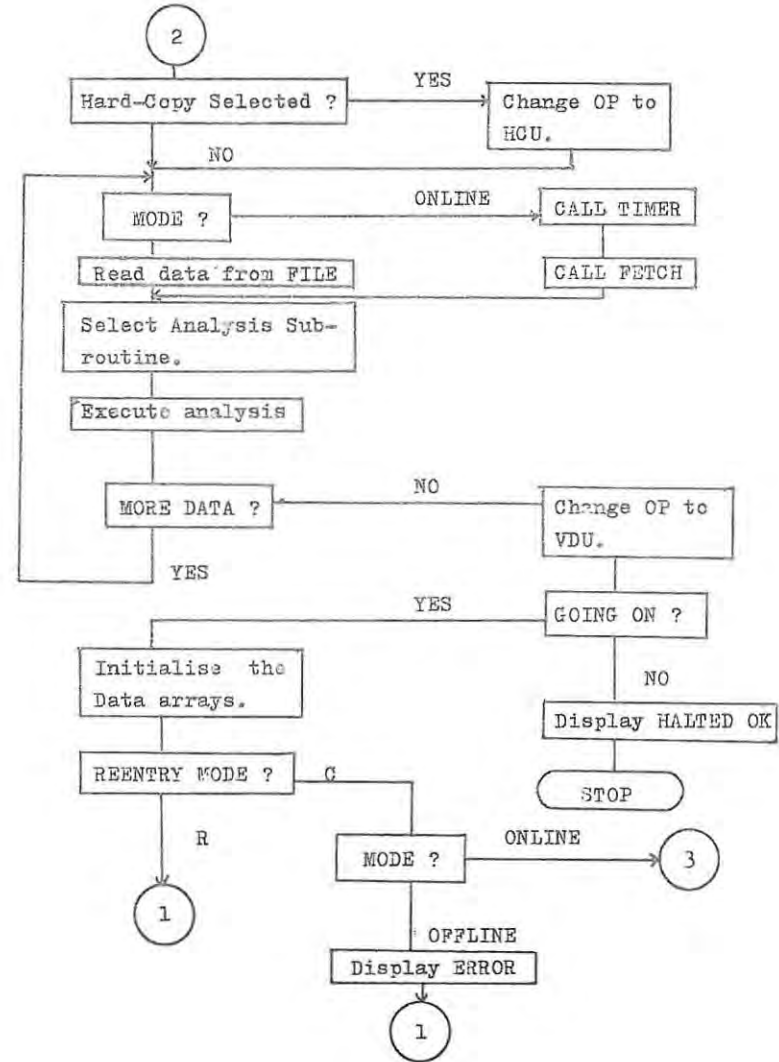 2
YES
Hard-Copy Selected ?
Change OP to
HCU.
NO
ONLINE
MODE ?
CALL TIMER
Read data from FILE
CALL FETCH
Select Analysis Sub-
routine.
Execute analysis
NO
MORE DATA ?
Change OP to
VDU.
YES
YES
GOING ON ?
Initialise the
Data arrays.
NO
Display HALTED OK
REENTRY MODE ?
C
STOP
R
ONLINE
MODE ?
3
1
OFFLINE
Display ERROR
1